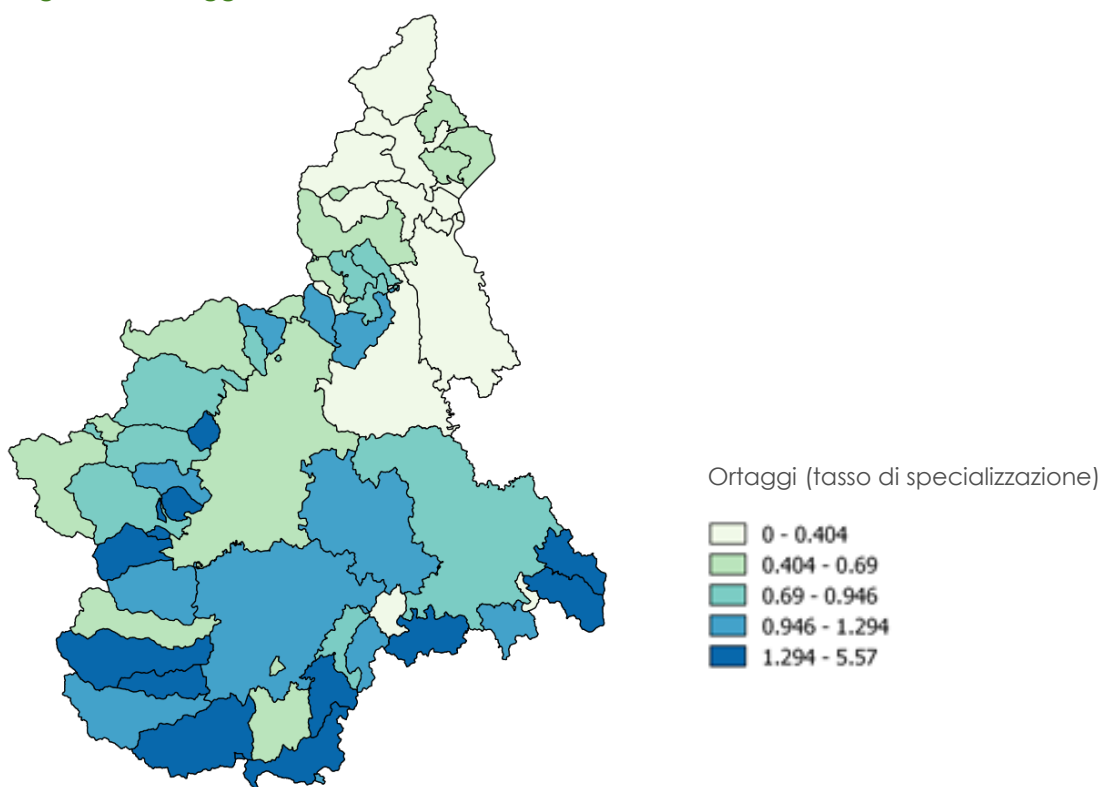 Ortaggi (tasso di specializzazione)
0 - 0.404
0.404 - 0.69
0.69 - 0.946
0.946 - 1.294
1.294 - 5.57